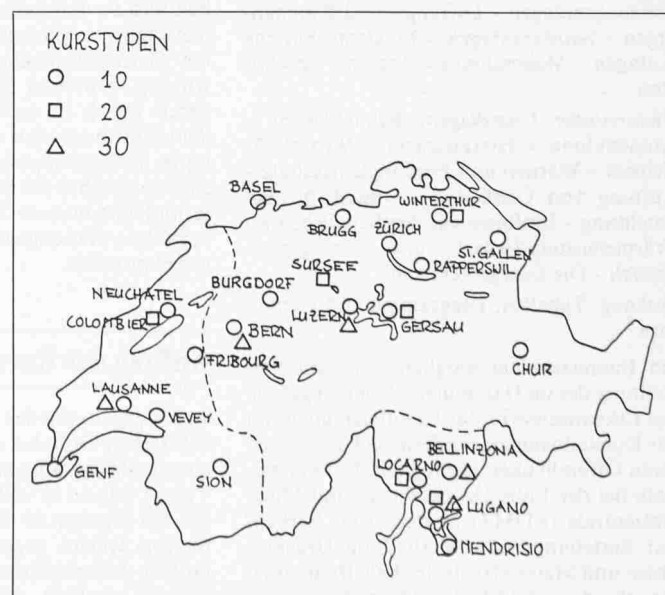 KURSTYPEN
10
20
30
BASEL
BRUGG
WINTERTHUR
ZÜRICH
ST.GALLEN
RAPPERSWIL
SURSEE
BURGDORF
NEUCHÂTEL
COLOMBIER
LUZERN
GERSAU
BERN
FRIBOURG
CHUR
LAUSANNE
VEVEY
GENF
SION
BELLINZONA
LOCARNO
LUGANO
MENDRISIO